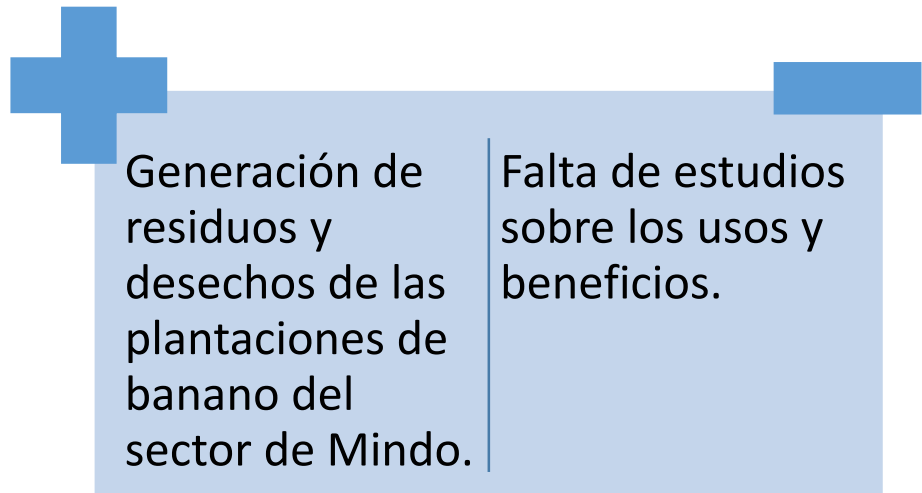 Generación de
residuos y
desechos de las
plantaciones de
banano del
sector de Mindo.
Falta de estudios
sobre los usos y
beneficios.